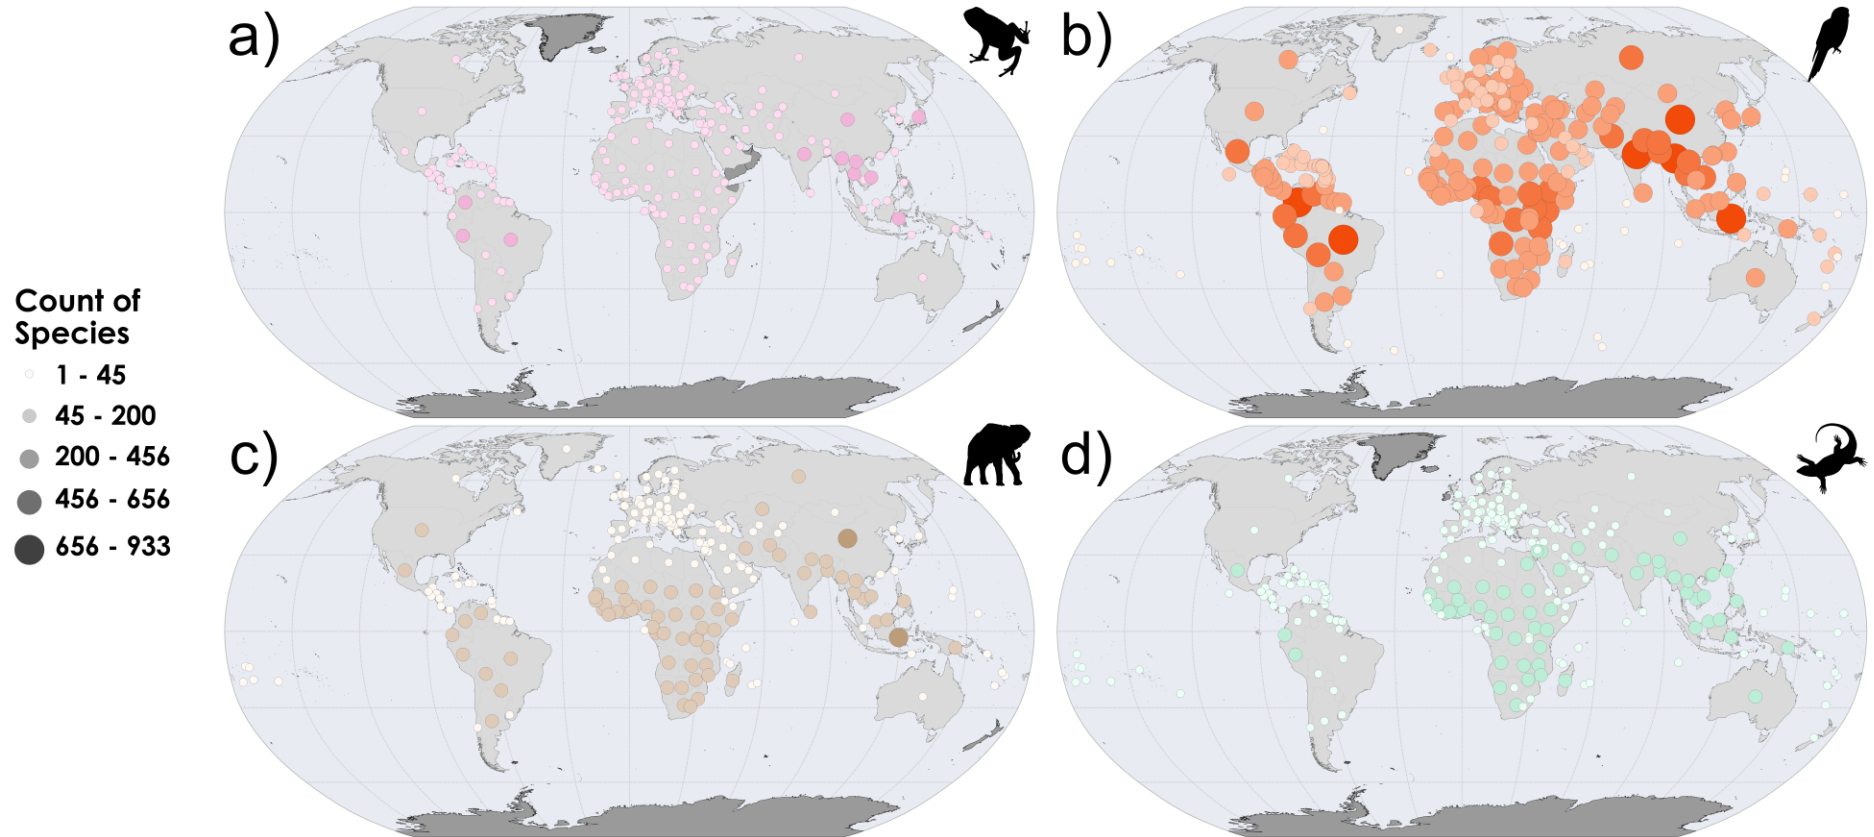 a)
b)
Count of
Species
1 - 45
45 - 200
200 - 456
456 - 656
656 - 933
c)
d)